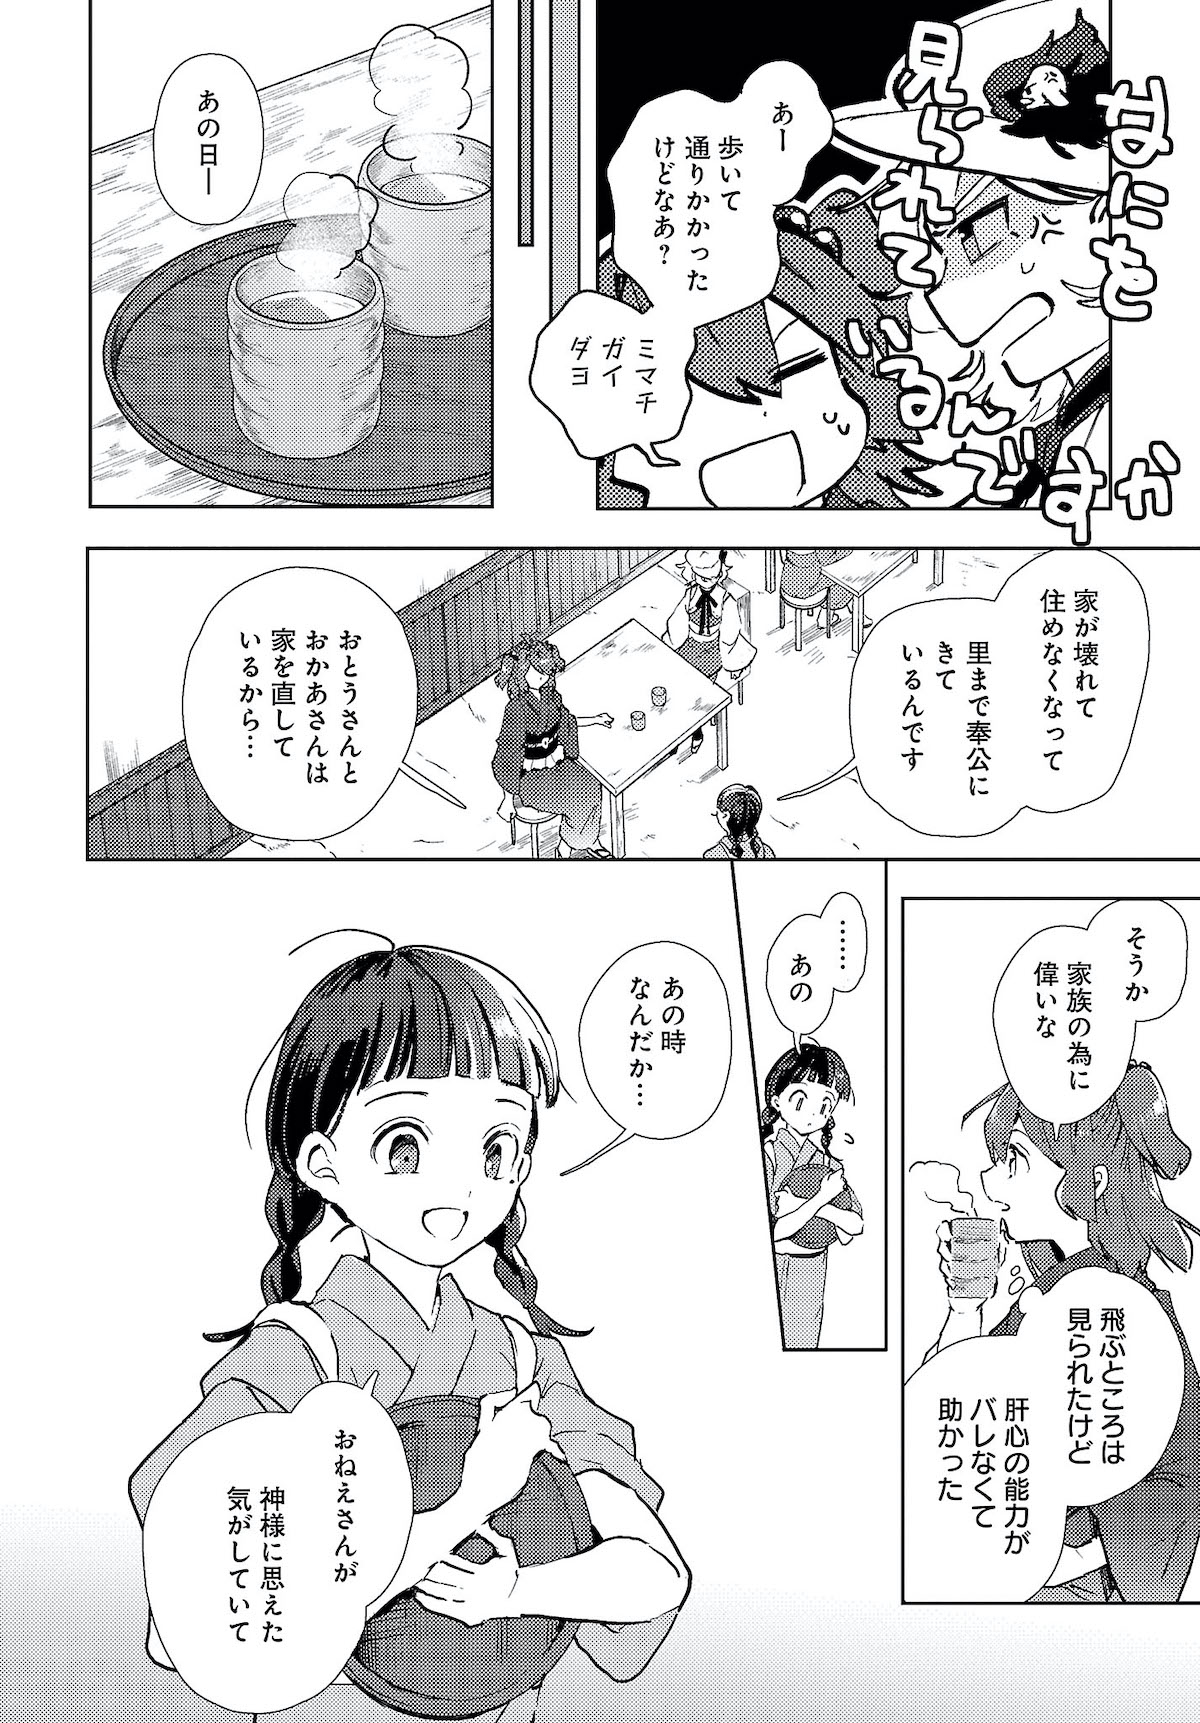 なにを
見られて
いるんですか
あー
歩いて
通りかかった
けどなあ?
ミマチ
ガイ
ダヨ
あの日ー
家が壊れて
住めなくなって
里まで奉公に
きて
いるんです
おとうさんと
おかあさんは
家を直して
いるから…
そうか
家族の為に
偉いな
飛ぶところは
見られたけど
肝心の能力が
バレなくて
助かった
……
あの
あの時
なんだか…
おねえさんが
神様に思えた
気がしていて